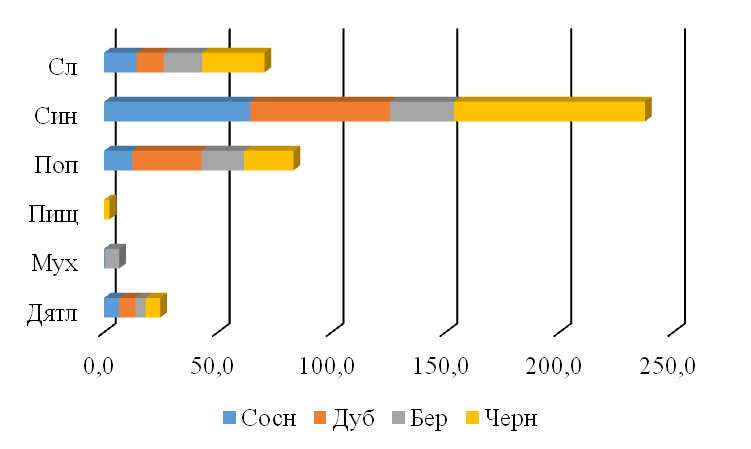 Сл
Син
Поп
Пищ
Мух
Дятл
0,0 50,0 100,0 150,0 200,0 250,0
Сосн Дуб Бер Черн